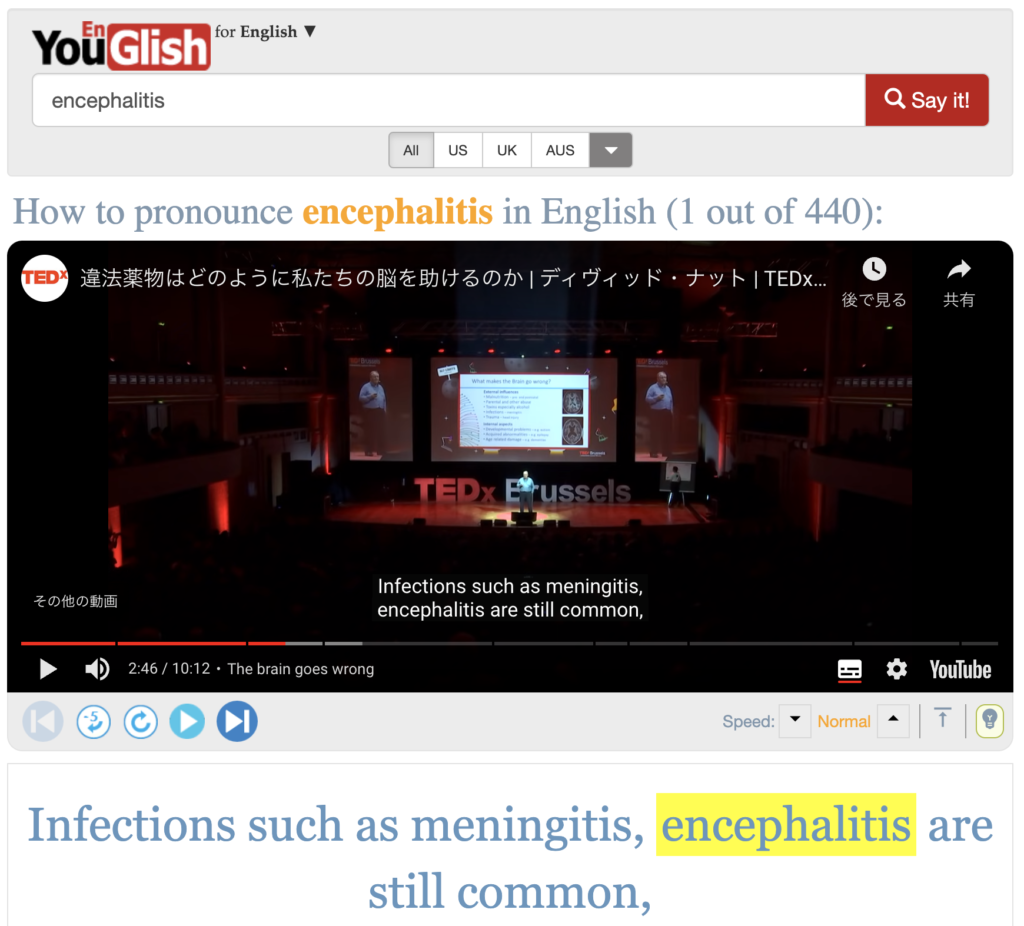 YouGlish
En
for English ▼
encephalitis
Say it!
All US UK AUS
How to pronounce encephalitis in English (1 out of 440):
TEDx
違法薬物はどのように私たちの脳を助けるのか | ディヴィッド・ナット | TEDx...
後で見る
共有
What makes the Brain go wrong?
External influences
TEDx Brussels
Infections such as meningitis,
encephalitis are still common,
その他の動画
2:46 / 10:12 • The brain goes wrong
YouTube
-5
Speed: Normal
Infections such as meningitis, encephalitis are
still common,